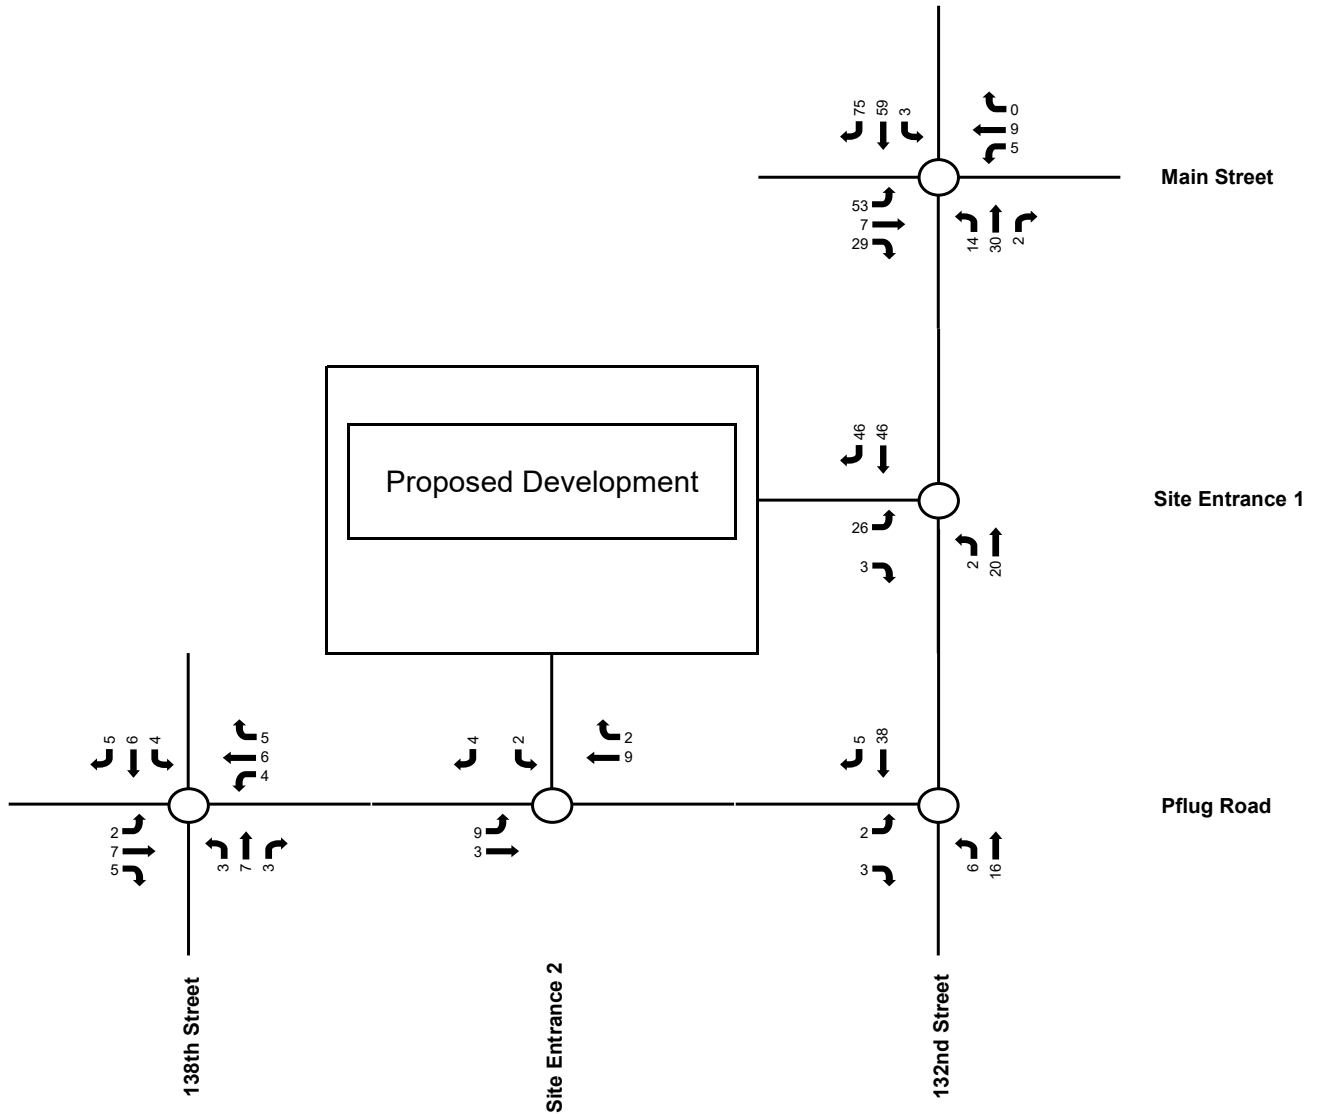 75 59 3
0
9
5
Main Street
53
7
29
14 30 2
46 46
Proposed Development
Site Entrance 1
26
3
2 20
5 6 4
5
6
4
4 2
2
9
5 38
Pflug Road
2
7
5
3 7 3
9
3
2
3
6 16
138th Street
Site Entrance 2
132nd Street